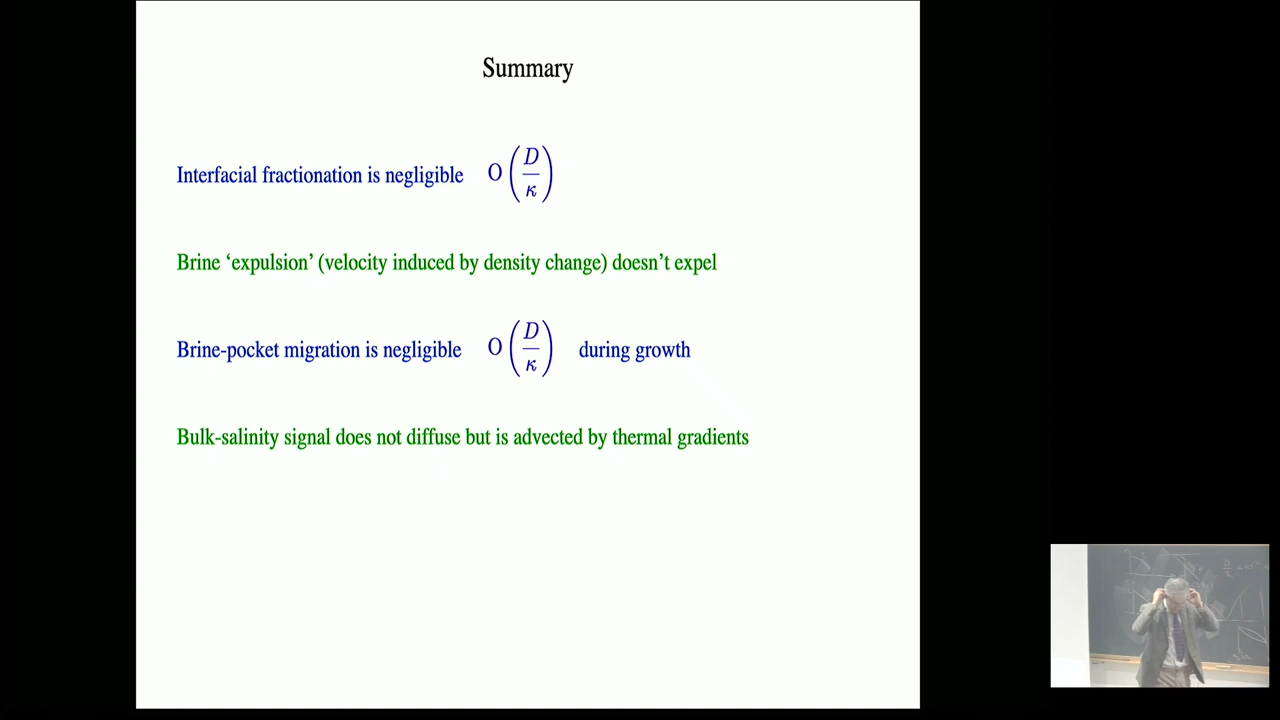 Summary
Interfacial fractionation is negligible O(D/κ)
Brine ‘expulsion’ (velocity induced by density change) doesn’t expel
Brine-pocket migration is negligible O(D/κ) during growth
Bulk-salinity signal does not diffuse but is advected by thermal gradients